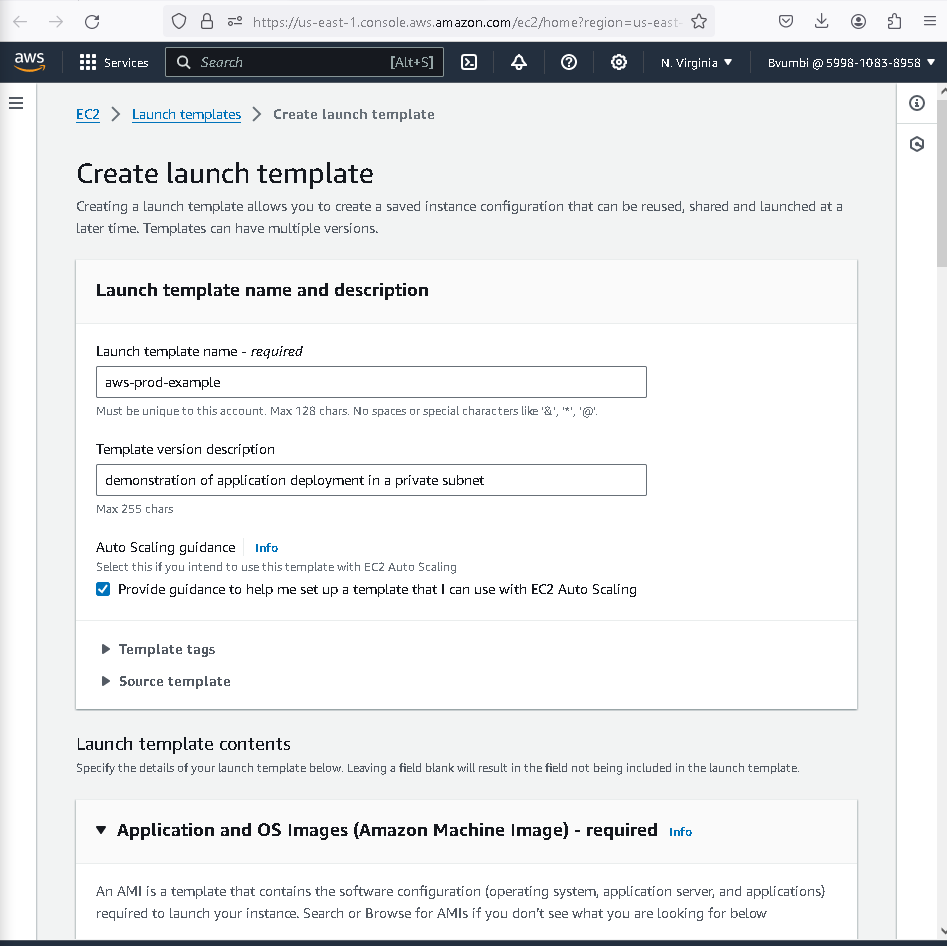 https://us-east-1.console.aws.amazon.com/ec2/home?region=us-east-
aws
Services
Search
[Alt+S]
N. Virginia
Bvumbi @ 5998-1083-8958
EC2 > Launch templates > Create launch template
Create launch template
Creating a launch template allows you to create a saved instance configuration that can be reused, shared and launched at a
later time. Templates can have multiple versions.
Launch template name and description
Launch template name - required
aws-prod-example
Must be unique to this account. Max 128 chars. No spaces or special characters like '&', '*', '@'.
Template version description
demonstration of application deployment in a private subnet
Max 255 chars
Auto Scaling guidance Info
Select this if you intend to use this template with EC2 Auto Scaling
Provide guidance to help me set up a template that I can use with EC2 Auto Scaling
Template tags
Source template
Launch template contents
Specify the details of your launch template below. Leaving a field blank will result in the field not being included in the launch template.
Application and OS Images (Amazon Machine Image) - required Info
An AMI is a template that contains the software configuration (operating system, application server, and applications)
required to launch your instance. Search or Browse for AMIs if you don't see what you are looking for below